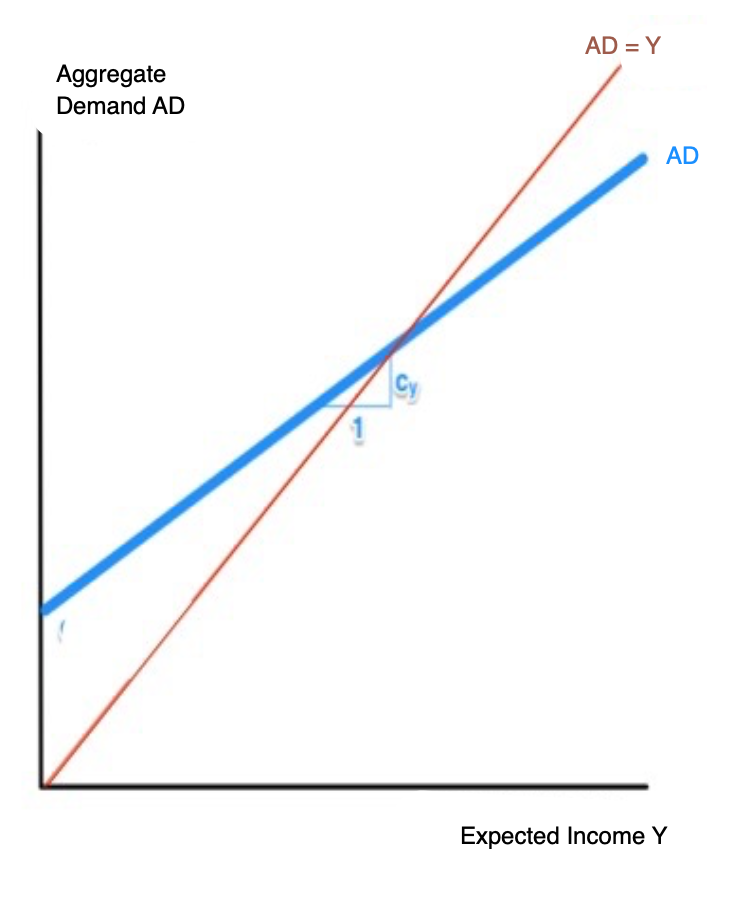 AD = Y
Aggregate
Demand AD
AD
Cy
1
Expected Income Y